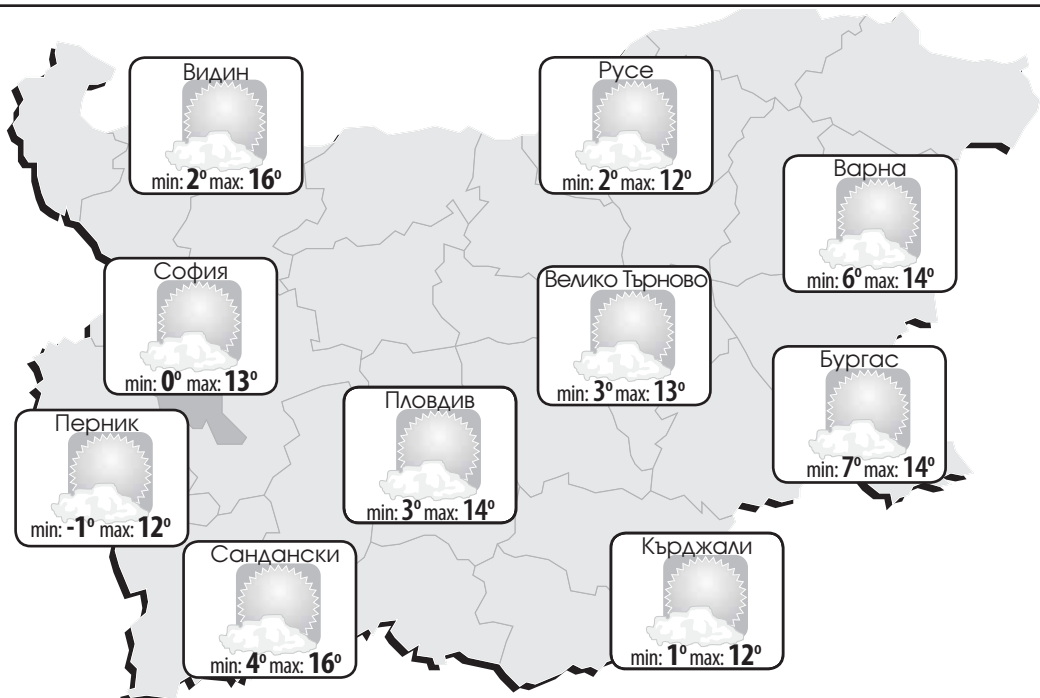 Видин
min: 2° max: 16°
Русе
min: 2° max: 12°
Варна
min: 6° max: 14°
София
min: 0° max: 13°
Велико Търново
min: 3° max: 13°
Бургас
min: 7° max: 14°
Пловдив
min: 3° max: 14°
Перник
min: -1° max: 12°
Сандански
min: 4° max: 16°
Кърджали
min: 1° max: 12°